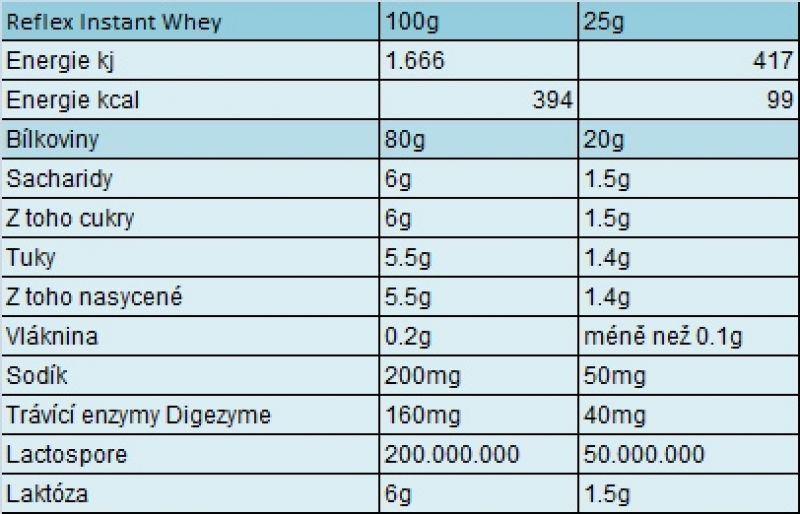 Reflex Instant Whey 100g 25g
Energie kj 1.666 417
Energie kcal 394 99
Bílkoviny 80g 20g
Sacharidy 6g 1.5g
Z toho cukry 6g 1.5g
Tuky 5.5g 1.4g
Z toho nasycené 5.5g 1.4g
Vláknina 0.2g méně než 0.1g
Sodík 200mg 50mg
Trávící enzymy Digezyme 160mg 40mg
Lactospore 200.000.000 50.000.000
Laktóza 6g 1.5g